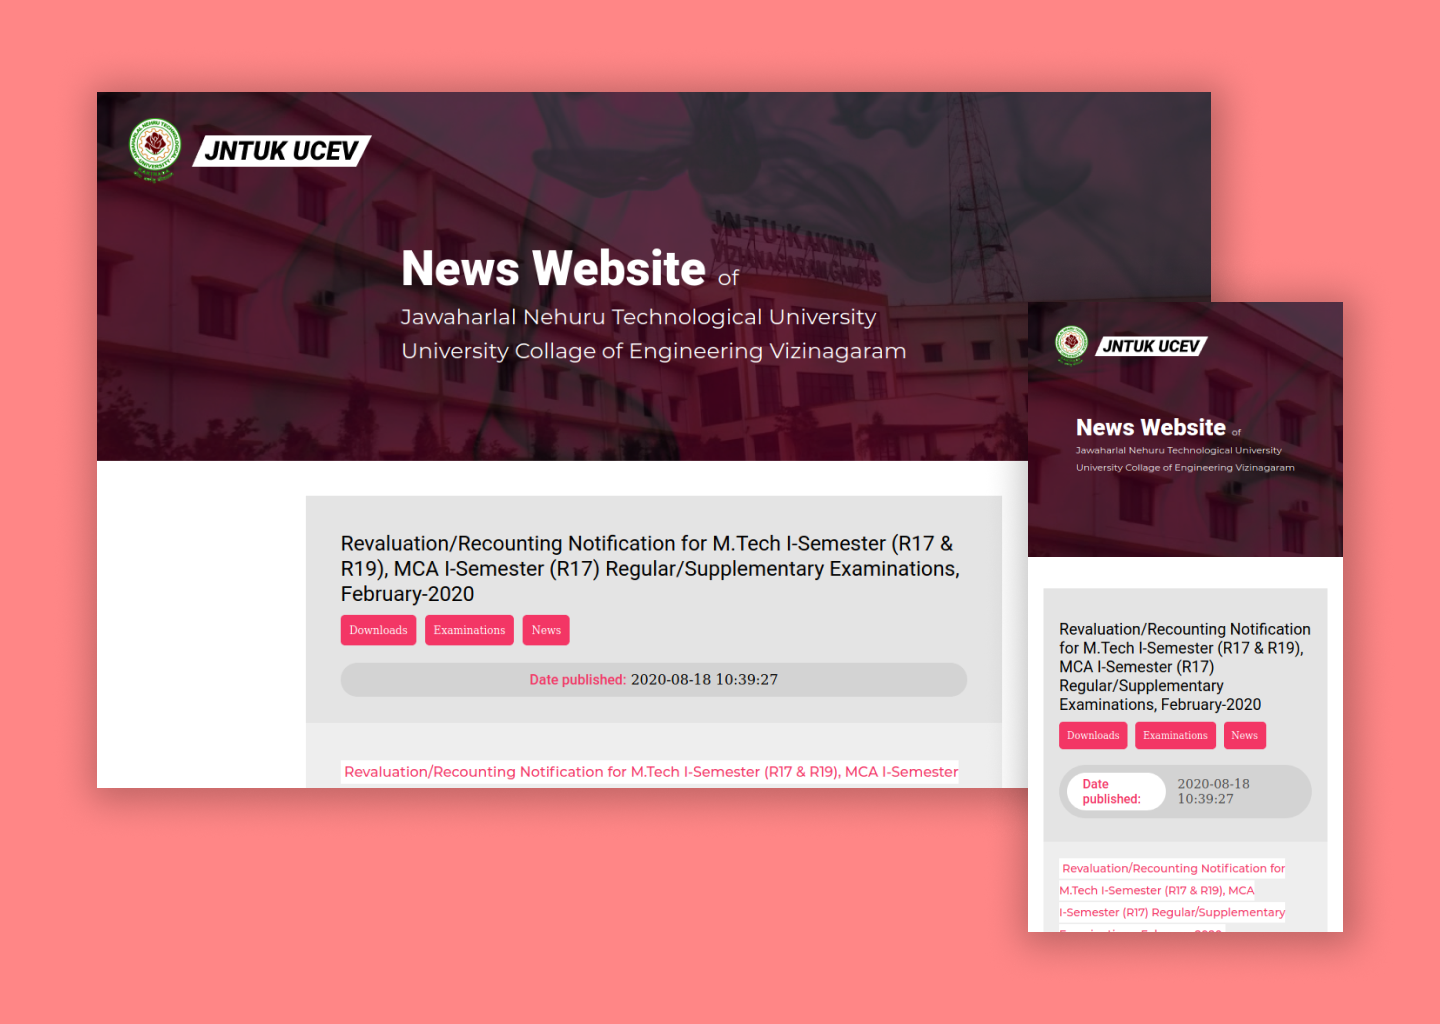 JNTUK UCEV
J.N.T.U.K KAKINADA
VIZIANAGARAM CAMPUS
News Website of
Jawaharlal Nehuru Technological University
University Collage of Engineering Vizinagaram
Revaluation/Recounting Notification for M.Tech I-Semester (R17 &
R19), MCA I-Semester (R17) Regular/Supplementary Examinations,
February-2020
Downloads Examinations News
Date published: 2020-08-18 10:39:27
Revaluation/Recounting Notification for M.Tech I-Semester (R17 & R19), MCA I-Semester
JNTUK UCEV
News Website of
Jawaharlal Nehuru Technological University
University Collage of Engineering Vizinagaram
Revaluation/Recounting Notification
for M.Tech I-Semester (R17 & R19),
MCA I-Semester (R17)
Regular/Supplementary
Examinations, February-2020
Downloads Examinations News
Date published: 2020-08-18
10:39:27
Revaluation/Recounting Notification for
M.Tech I-Semester (R17 & R19), MCA
I-Semester (R17) Regular/Supplementary